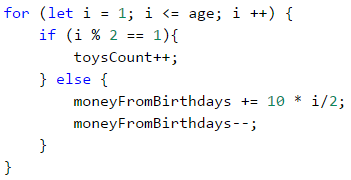 for (let i = 1; i <= age; i ++) {
    if (i % 2 == 1){
        toysCount++;
    } else {
        moneyFromBirthdays += 10 * i/2;
        moneyFromBirthdays--;
    }
}